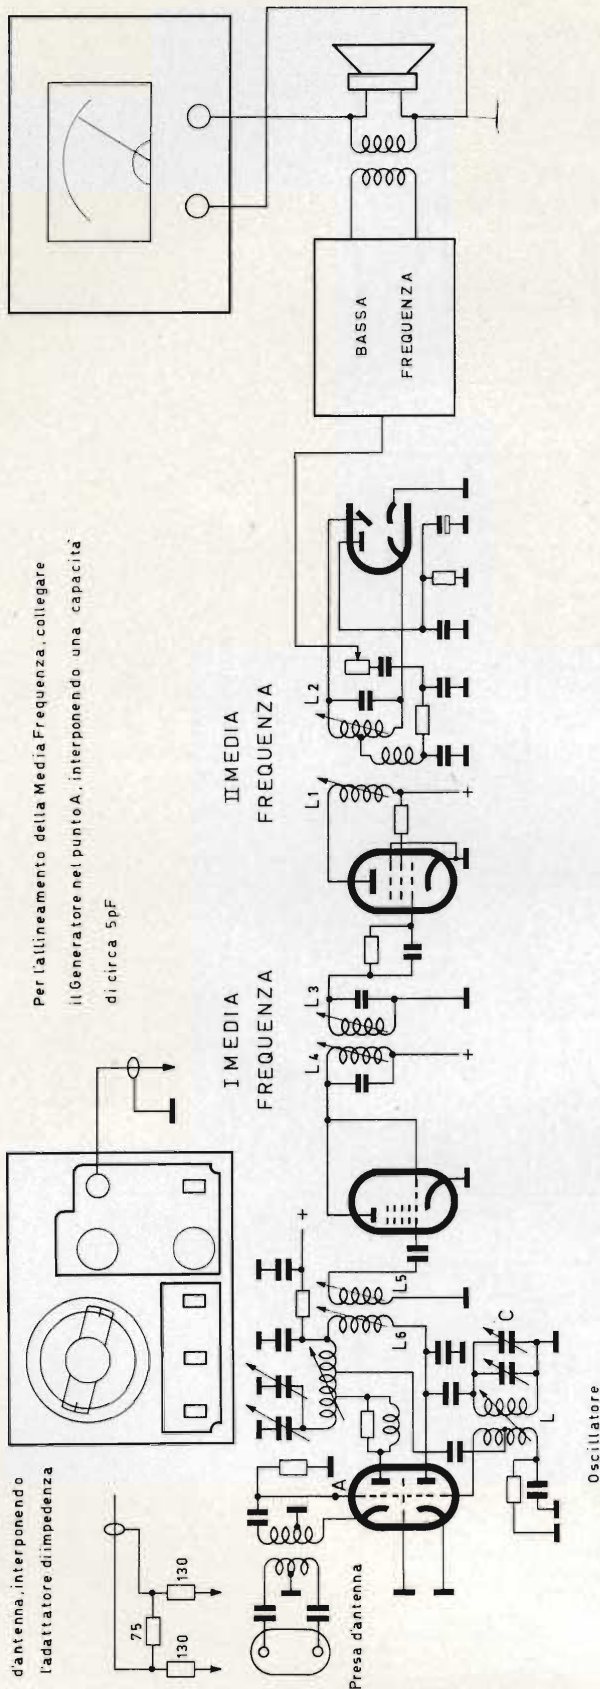 d'antenna, interponendo
l'adattatore di impedenza
75
130
130
Presa d'antenna
Per l'allineamento della Media Frequenza, collegare
il Generatore nel punto A, interponendo una capacità
di circa 5pF
A
L6
L5
L
C
Oscillatore
+
I MEDIA
FREQUENZA
L4
L3
+
II MEDIA
FREQUENZA
L1
L2
+
BASSA
FREQUENZA